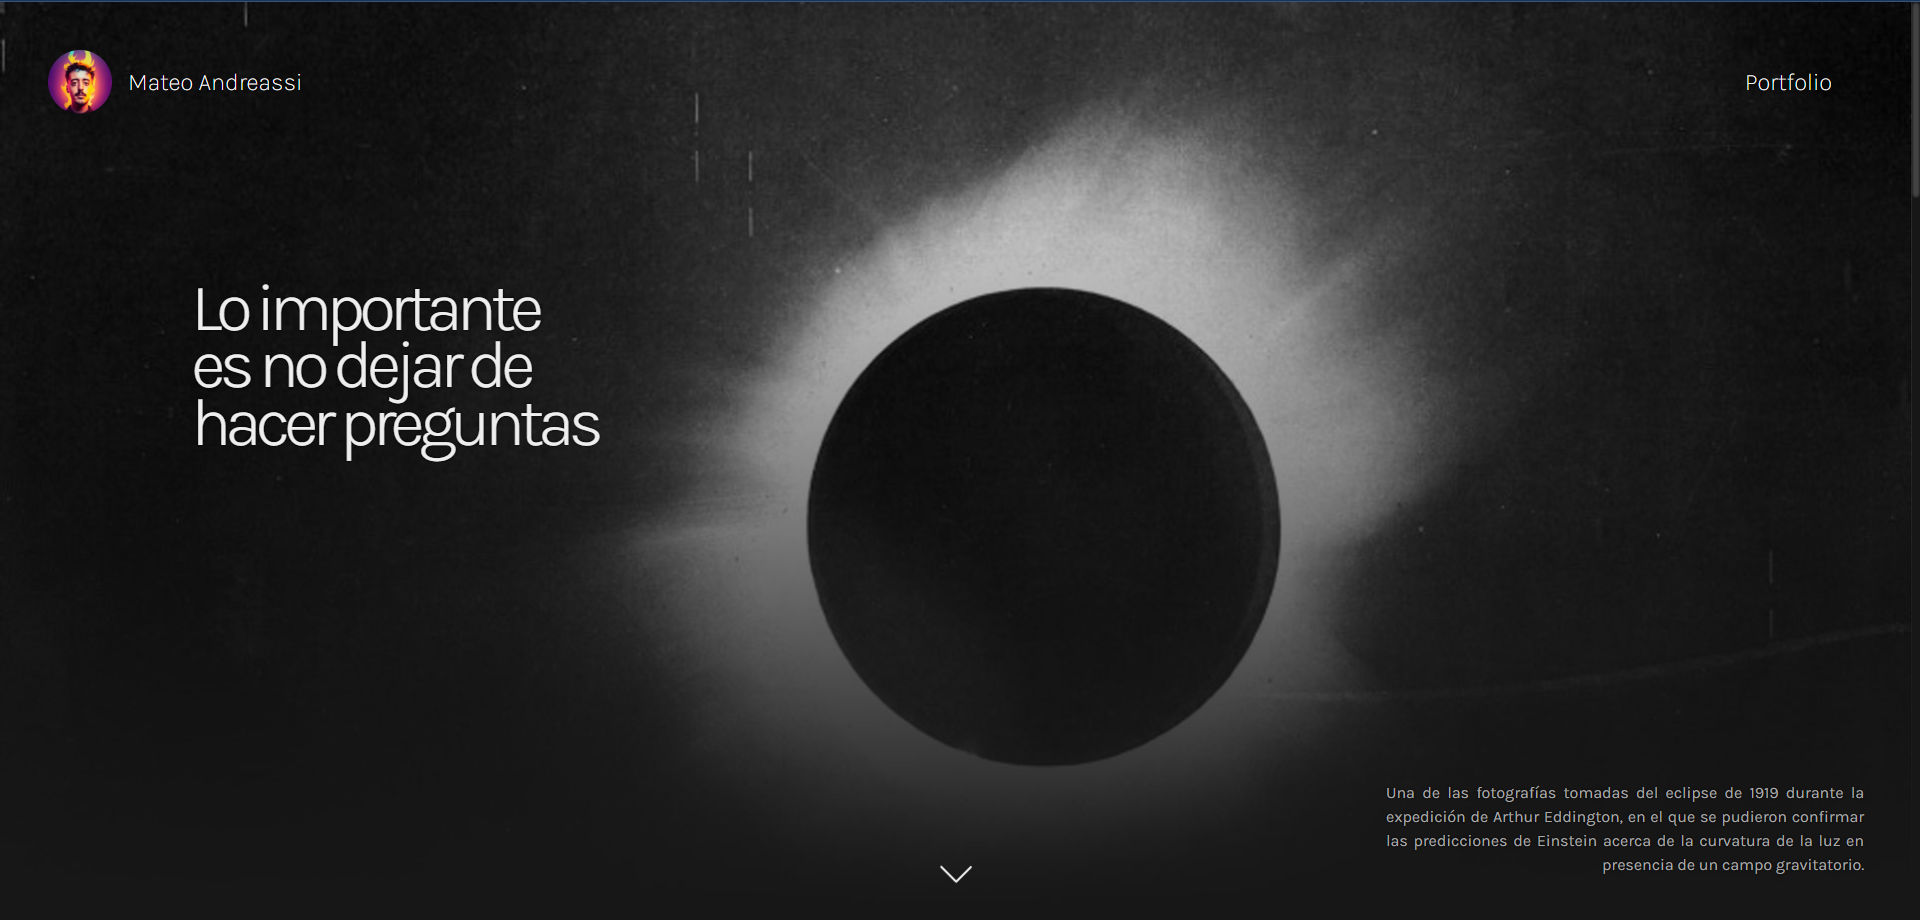 Mateo Andreassi
Portfolio
Lo importante
es no dejar de
hacer preguntas
Una de las fotografías tomadas del eclipse de 1919 durante la
expedición de Arthur Eddington, en el que se pudieron confirmar
las predicciones de Einstein acerca de la curvatura de la luz en
presencia de un campo gravitatorio.